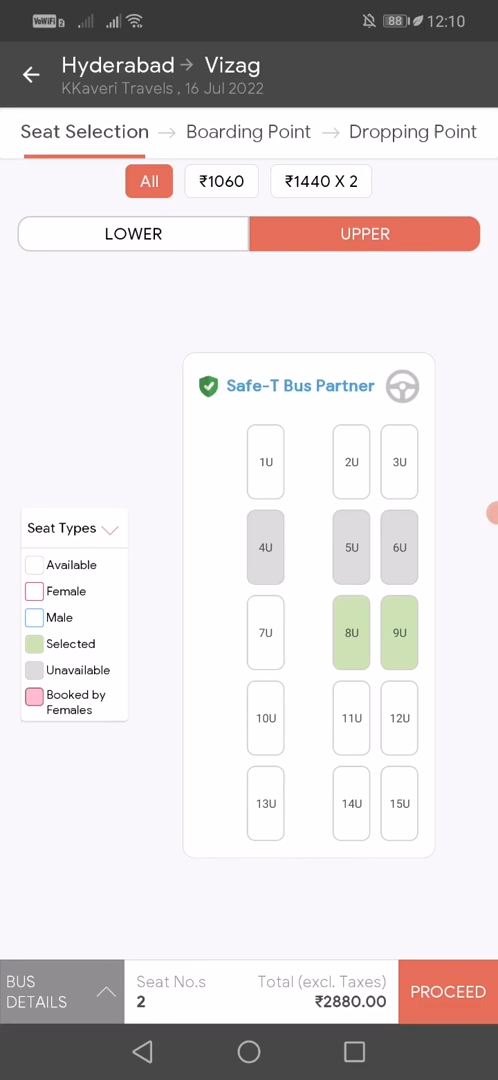 VoWiFi 2 88 12:10
Hyderabad → Vizag
KKaveri Travels , 16 Jul 2022
Seat Selection → Boarding Point → Dropping Point
All ₹1060 ₹1440 X 2
LOWER UPPER
Safe-T Bus Partner
1U 2U 3U
4U 5U 6U
7U 8U 9U
10U 11U 12U
13U 14U 15U
Seat Types
Available
Female
Male
Selected
Unavailable
Booked by
Females
BUS
DETAILS
Seat No.s
2
Total (excl. Taxes)
₹2880.00
PROCEED